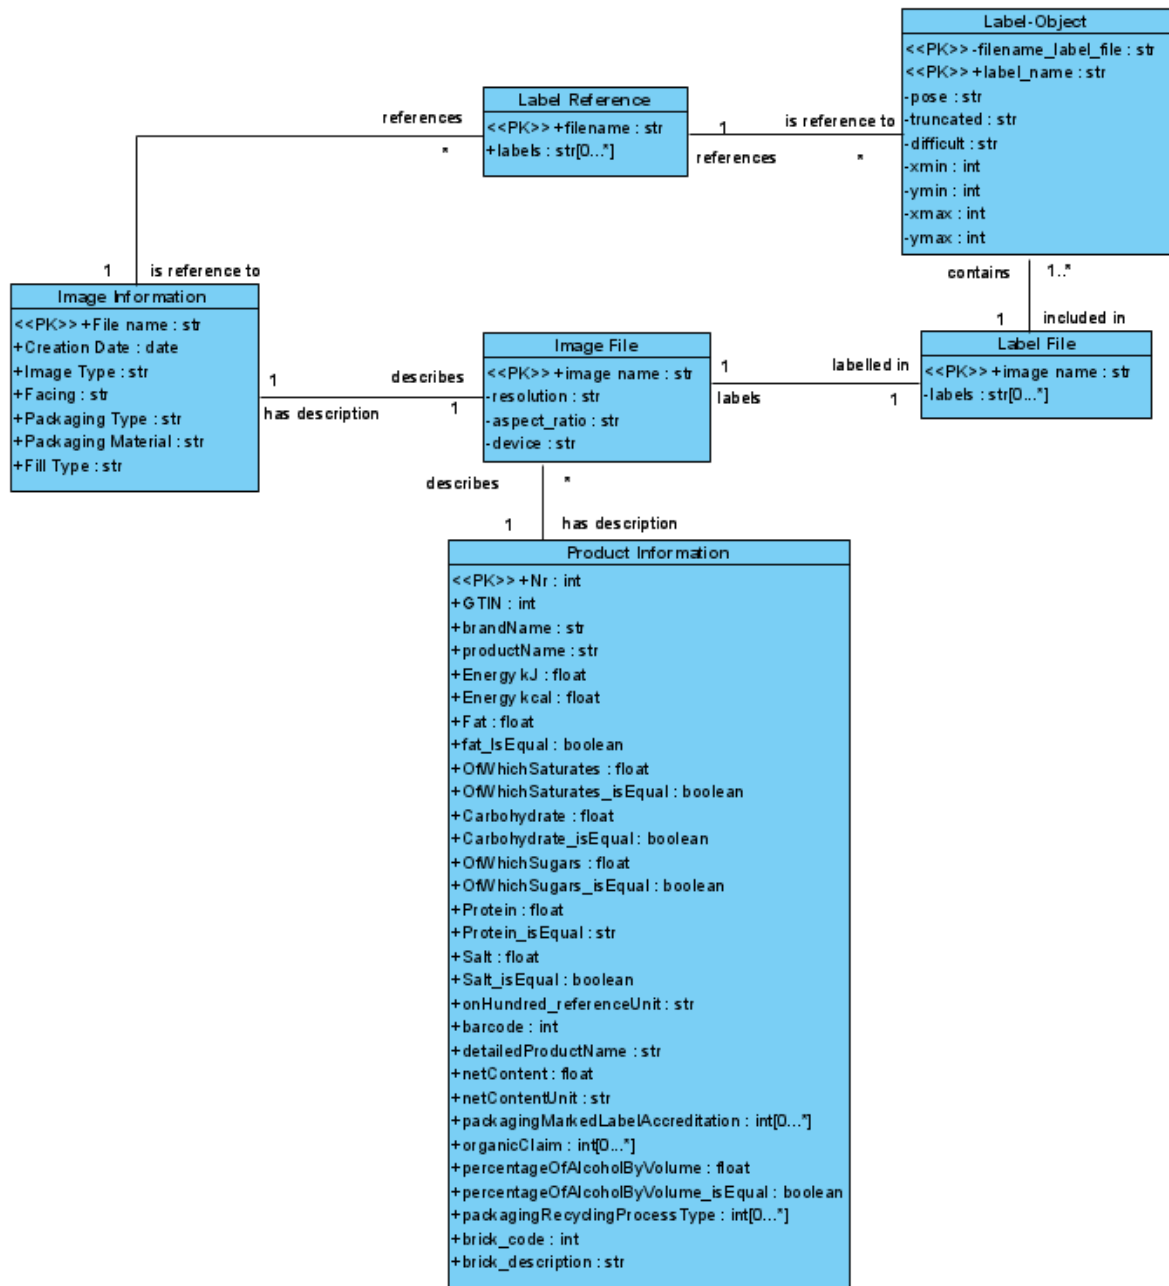 Label-Object
<<PK>> -filename_label_file : str
<<PK>> +label_name : str
-pose : str
-truncated : str
-difficult : str
-xmin : int
-ymin : int
-xmax : int
-ymax : int
Label Reference
<<PK>> +filename : str
+labels : str[0...*]
references
*
1
is reference to
references
*
1
is reference to
contains
1..*
1
included in
Image Information
<<PK>> +File name : str
+Creation Date : date
+Image Type : str
+Facing : str
+Packaging Type : str
+Packaging Material : str
+Fill Type : str
1
describes
has description
1
Image File
<<PK>> +image name : str
-resolution : str
-aspect_ratio : str
-device : str
1
labelled in
labels
1
Label File
<<PK>> +image name : str
-labels : str[0...*]
describes
*
1
has description
Product Information
<<PK>> +Nr : int
+GTIN : int
+brandName : str
+productName : str
+Energy kJ : float
+Energy kcal : float
+Fat : float
+fat_IsEqual : boolean
+OfWhichSaturates : float
+OfWhichSaturates_isEqual : boolean
+Carbohydrate : float
+Carbohydrate_isEqual : boolean
+OfWhichSugars : float
+OfWhichSugars_isEqual : boolean
+Protein : float
+Protein_isEqual : str
+Salt : float
+Salt_isEqual : boolean
+onHundred_referenceUnit : str
+barcode : int
+detailedProductName : str
+netContent : float
+netContentUnit : str
+packagingMarkedLabelAccreditation : int[0...*]
+organicClaim : int[0...*]
+percentageOfAlcoholByVolume : float
+percentageOfAlcoholByVolume_isEqual : boolean
+packagingRecyclingProcessType : int[0...*]
+brick_code : int
+brick_description : str